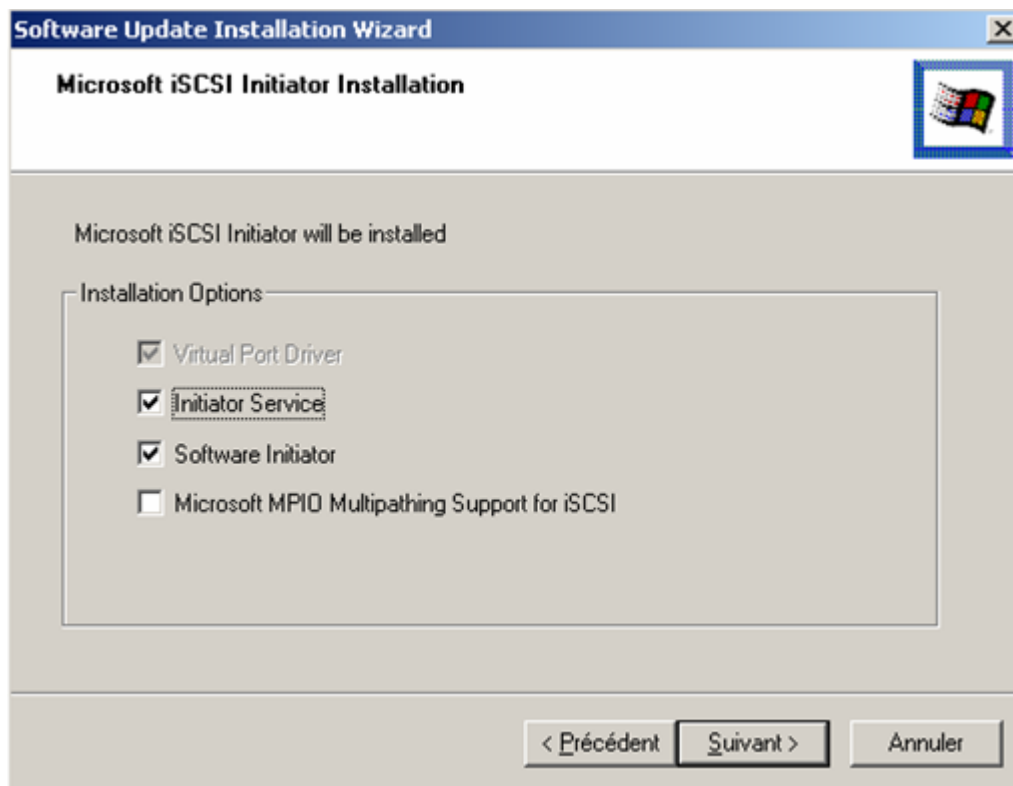 Software Update Installation Wizard
Microsoft iSCSI Initiator Installation
Microsoft iSCSI Initiator will be installed
Installation Options
Virtual Port Driver
Initiator Service
Software Initiator
Microsoft MPIO Multipathing Support for iSCSI
< Précédent Suivant > Annuler